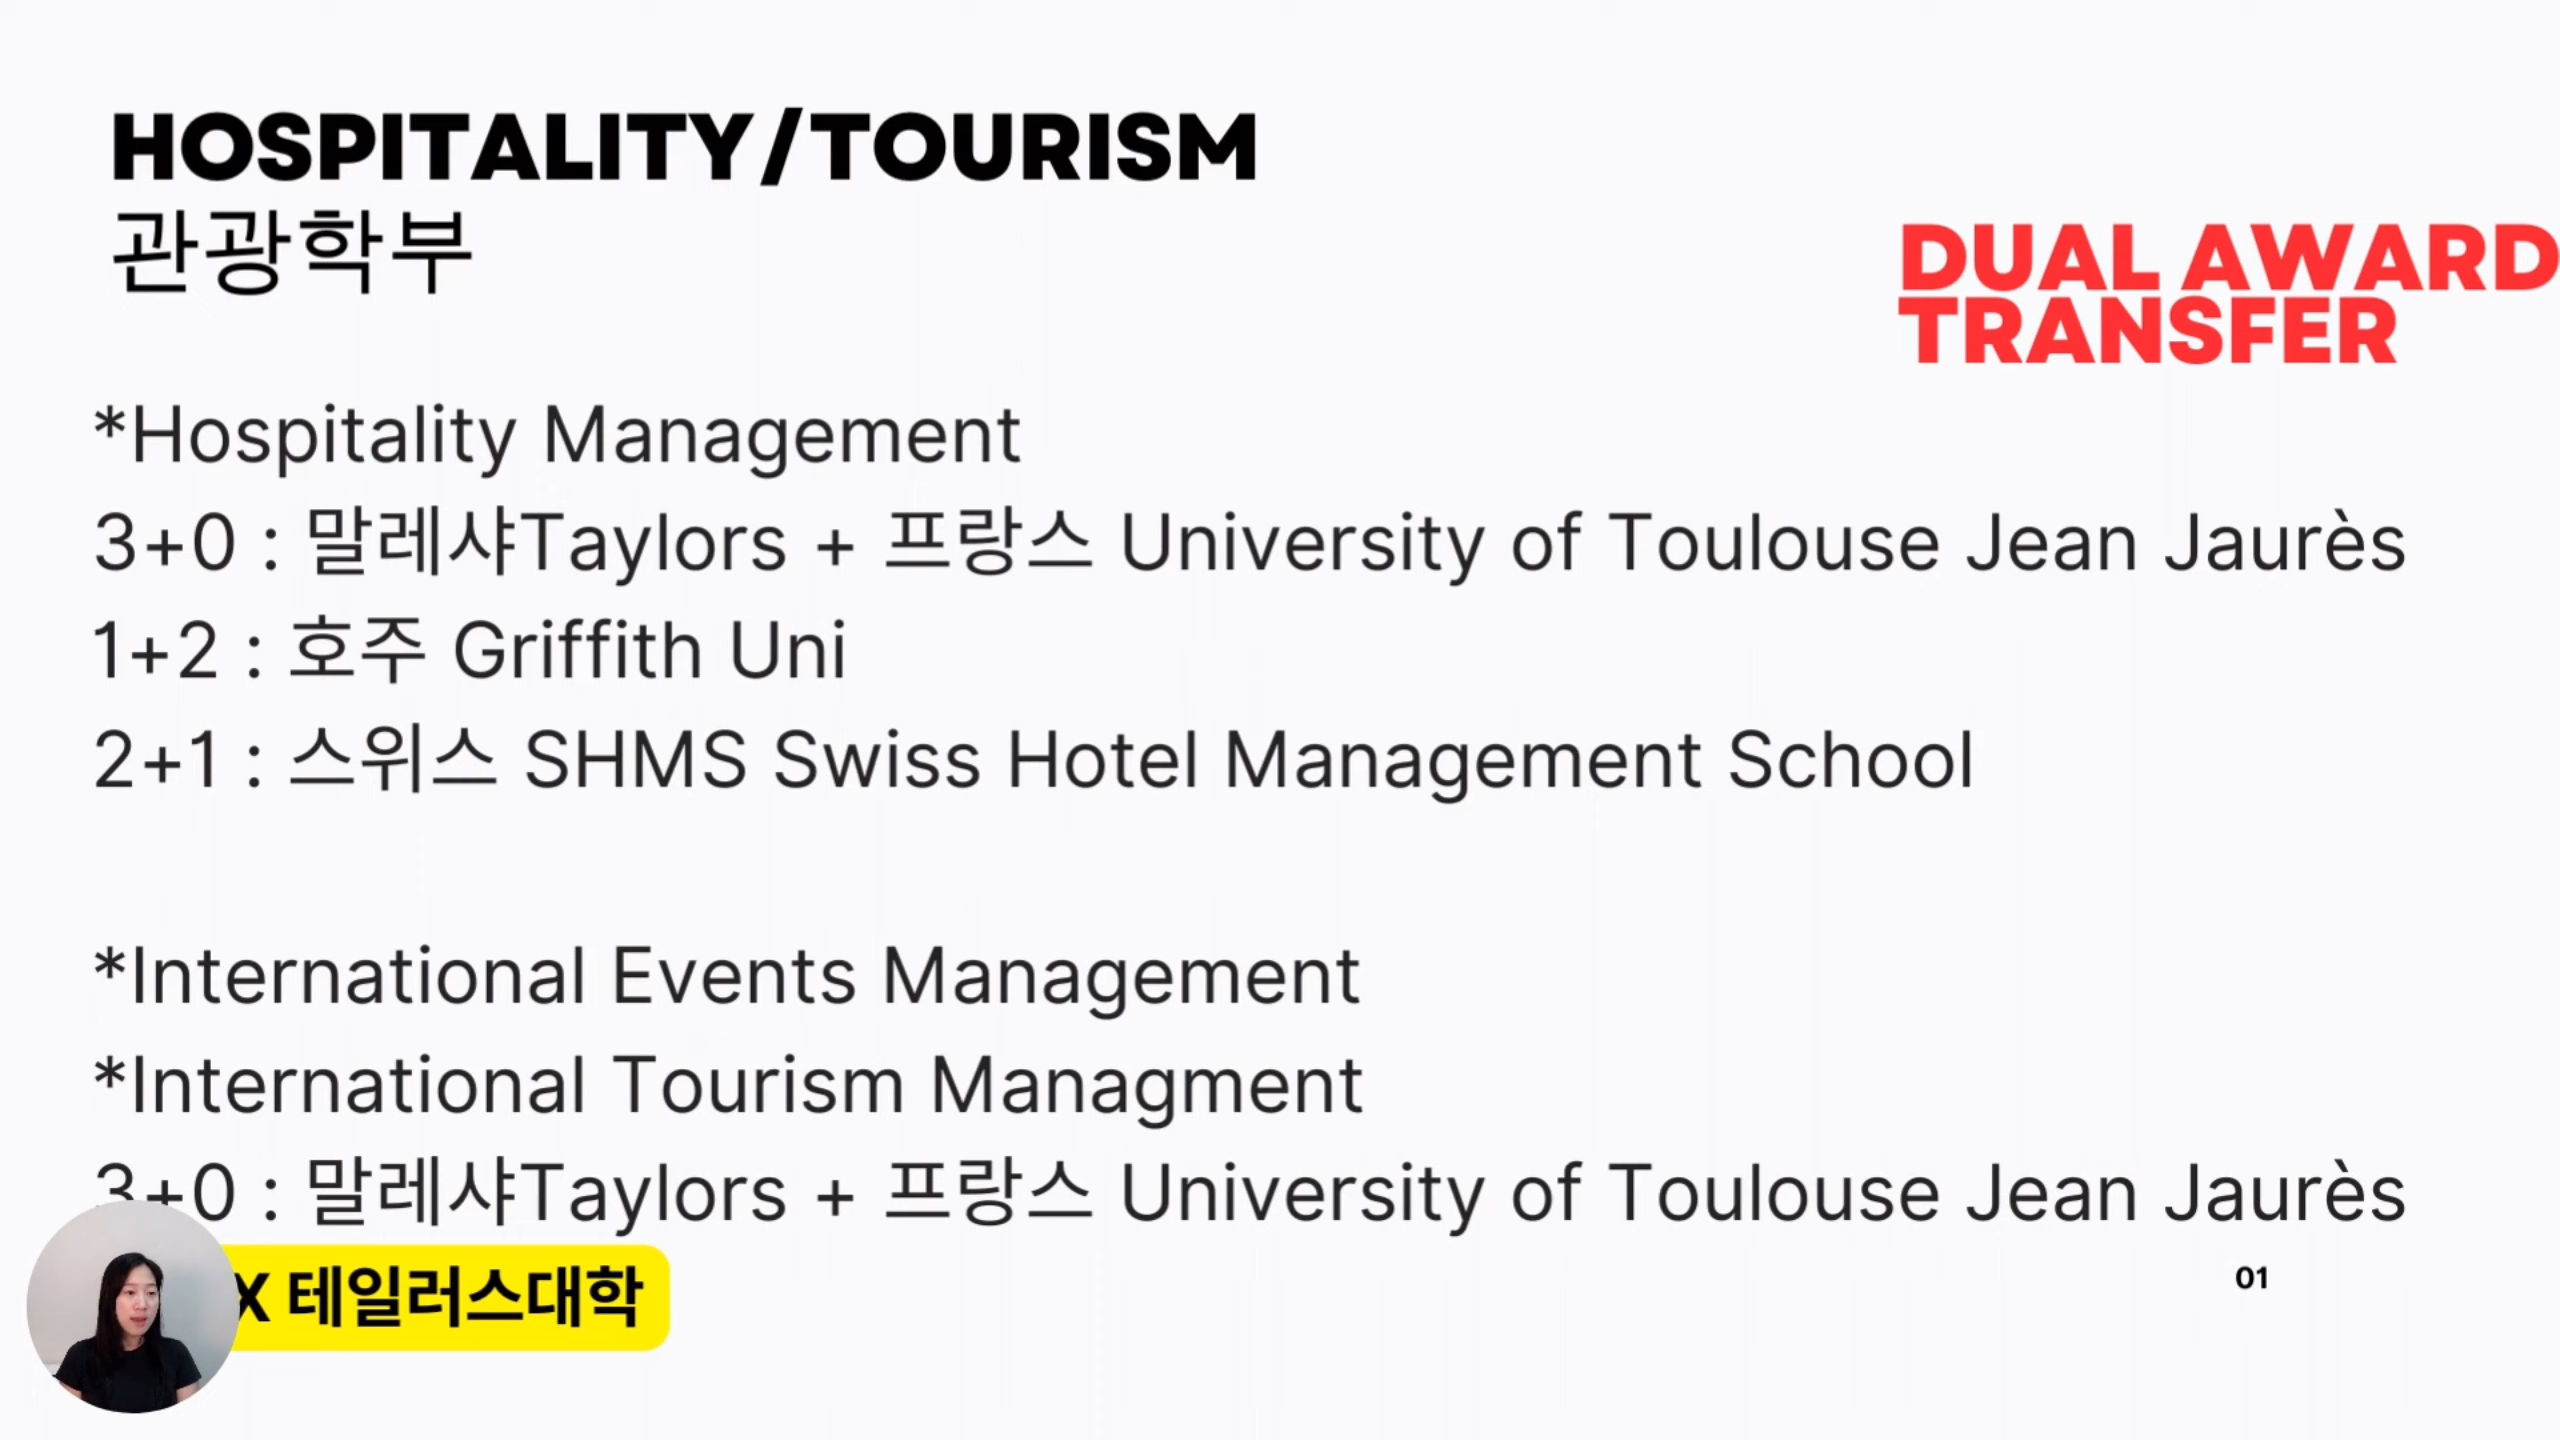 HOSPITALITY/TOURISM
관광학부
DUAL AWARD
TRANSFER
*Hospitality Management
3+0 : 말레샤Taylors + 프랑스 University of Toulouse Jean Jaurès
1+2 : 호주 Griffith Uni
2+1 : 스위스 SHMS Swiss Hotel Management School
*International Events Management
*International Tourism Managment
3+0 : 말레샤Taylors + 프랑스 University of Toulouse Jean Jaurès
X 테일러스대학
01